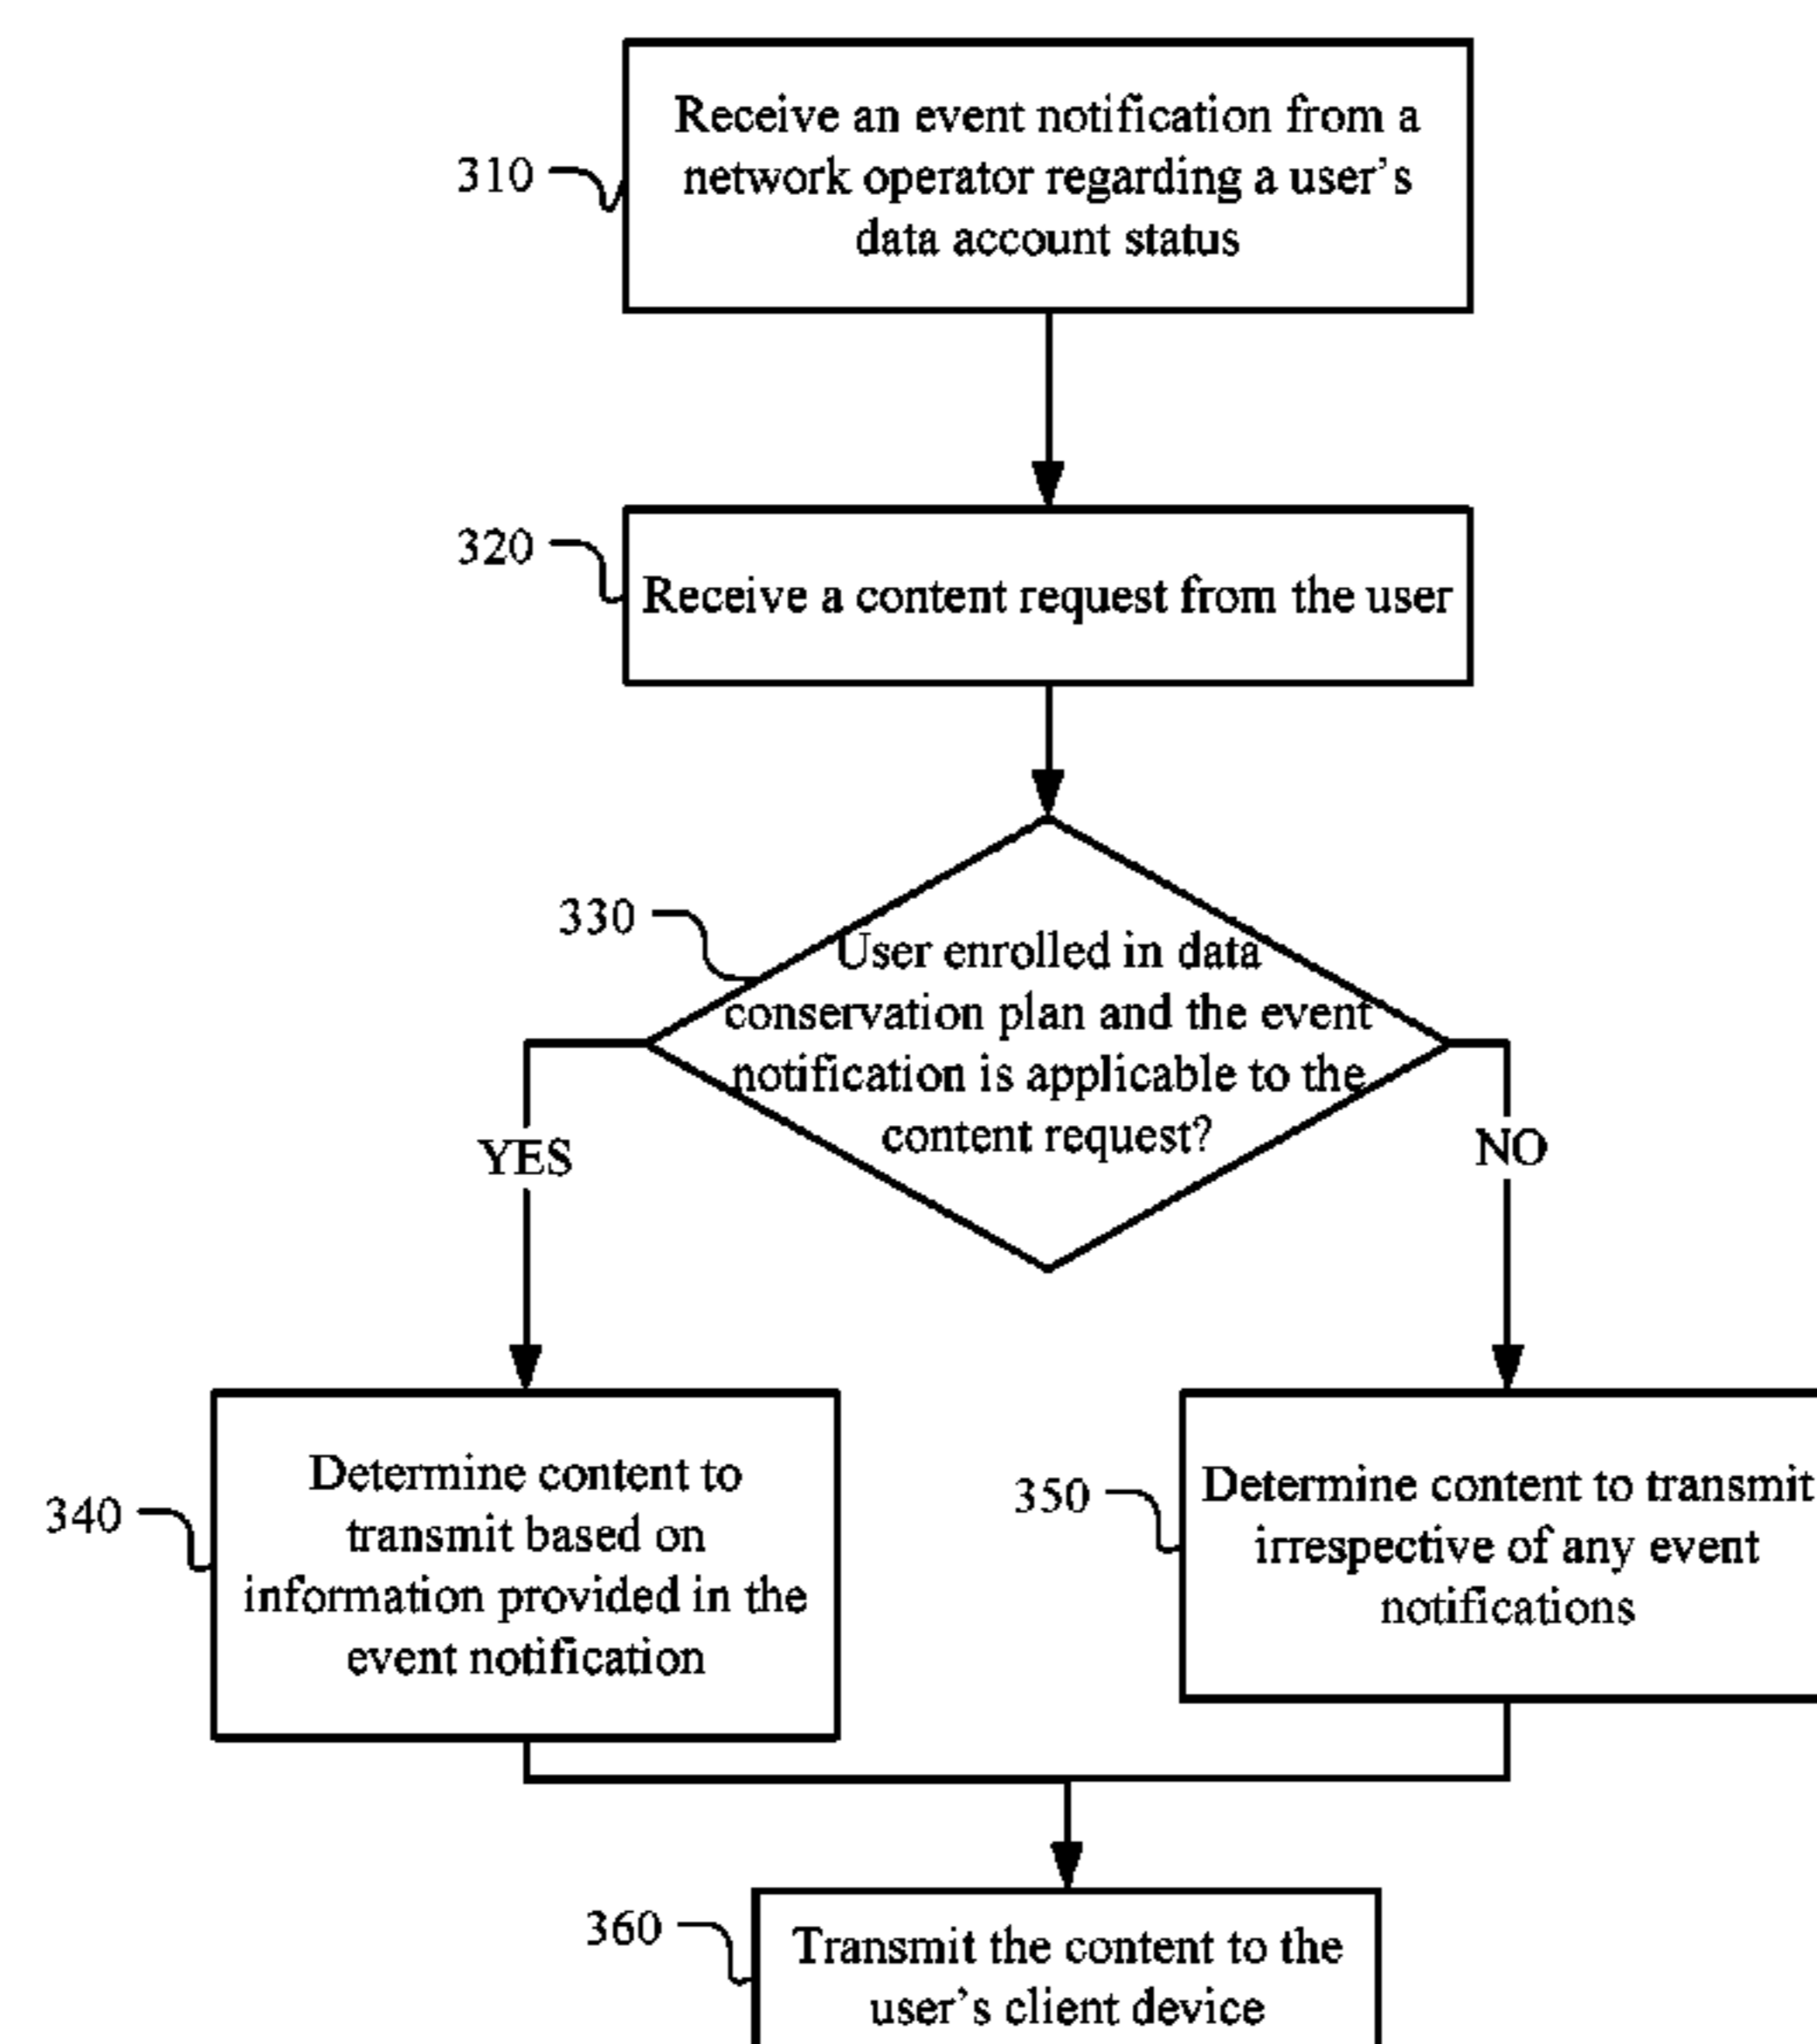 310
Receive an event notification from a
network operator regarding a user’s
data account status
320
Receive a content request from the user
330
User enrolled in data
conservation plan and the event
notification is applicable to the
content request?
YES
NO
340
Determine content to
transmit based on
information provided in the
event notification
350
Determine content to transmit
irrespective of any event
notifications
360
Transmit the content to the
user’s client device